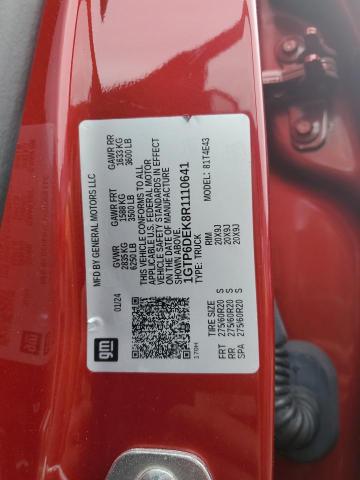 MFD BY GENERAL MOTORS LLC
01/24
GVWR GAWR FRT GAWR RR
2835 KG 1588 KG 1633 KG
6250 LB 3500 LB 3600 LB
THIS VEHICLE CONFORMS TO ALL
APPLICABLE U.S. FEDERAL MOTOR
VEHICLE SAFETY STANDARDS IN EFFECT
ON THE DATE OF MANUFACTURE
SHOWN ABOVE.
1GTP6DEK8R1110641
TYPE: TRUCK MODEL: 81T4E43
TIRE SIZE RIM
FRT 275/60R20 S 20X9J
RR 275/60R20 S 20X9J
SPA 275/60R20 S 20X9J
gm
170H